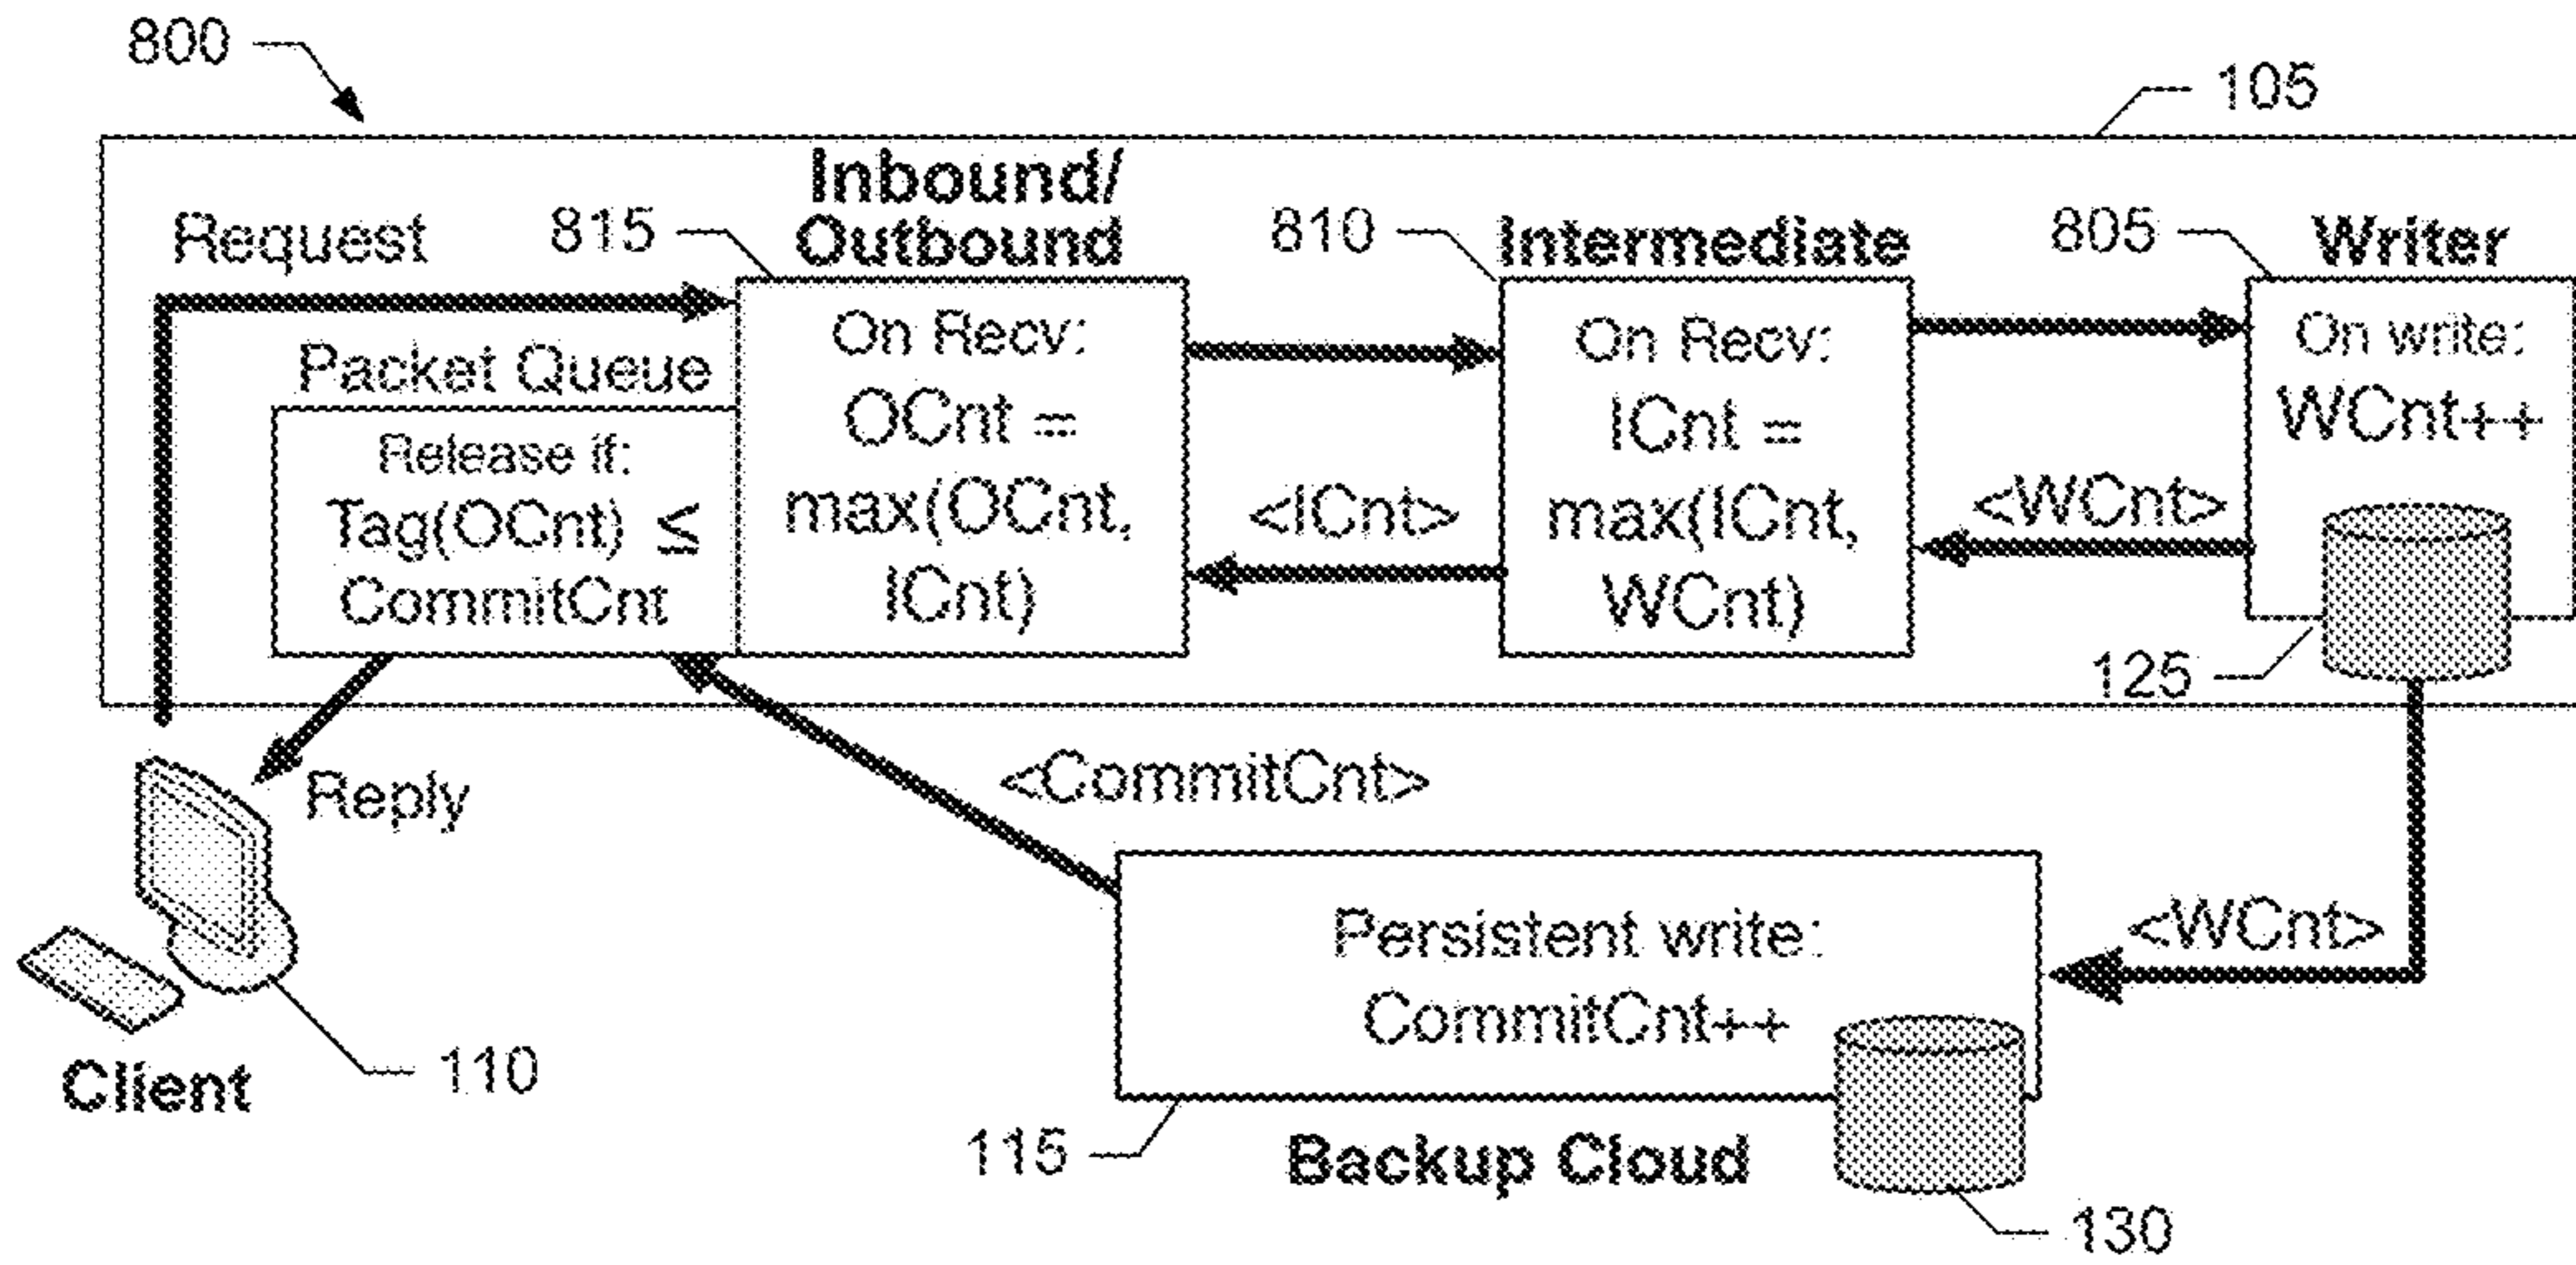 800
105
Inbound/
Outbound
Request
815
810
Intermediate
805
Writer
Packet Queue
Release if:
Tag(OCnt) ≤
CommitCnt
On Recv:
OCnt =
max(OCnt,
ICnt)
<ICnt>
On Recv:
ICnt =
max(ICnt,
WCnt)
<WCnt>
On write:
WCnt++
125
Reply
<CommitCnt>
Client
110
Persistent write:
CommitCnt++
<WCnt>
115
Backup Cloud
130